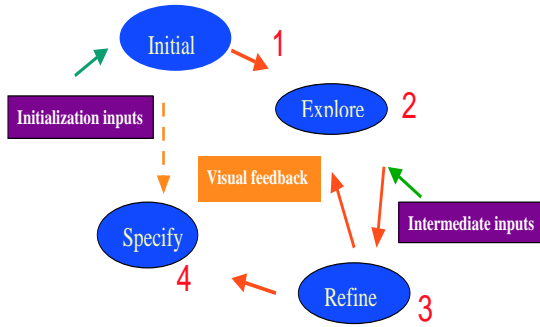 Initial
1
Initialization inputs
Explore
2
Visual feedback
Intermediate inputs
Specify
4
Refine
3